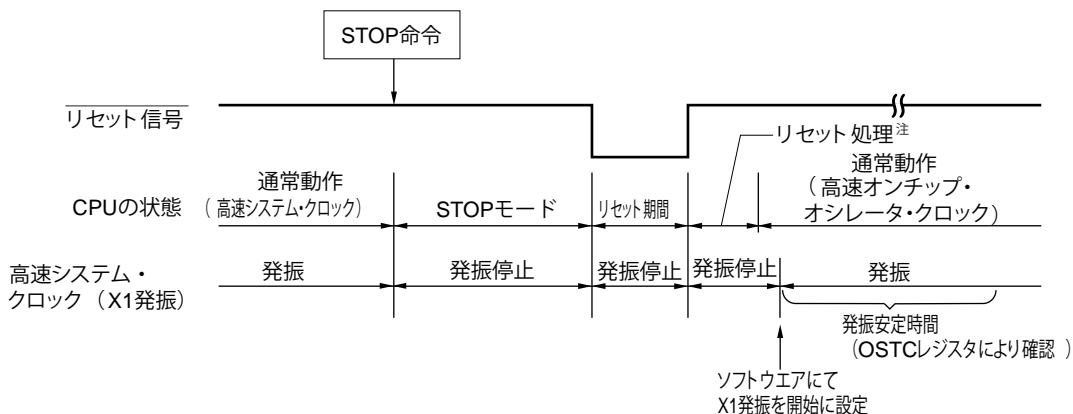 STOP命令
リセット信号
リセット処理注
通常動作
(高速システム・クロック)
通常動作
(高速オンチップ・
オシレータ・クロック)
CPUの状態
STOPモード
リセット期間
高速システム・
クロック(X1発振)
発振
発振停止
発振停止
発振停止
発振
発振安定時間
(OSTCレジスタにより確認)
ソフトウエアにて
X1発振を開始に設定